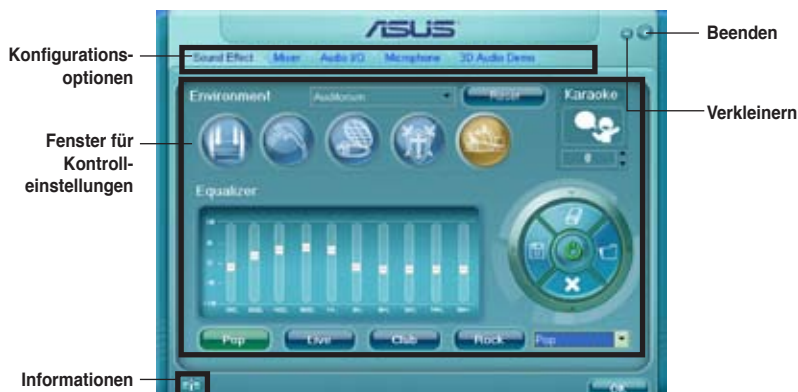 ASUS
Beenden
Konfigurations-
optionen
Sound Effect Mixer Audio I/O Microphone 3D Audio Demo
Verkleinern
Environment Auditorium Reset Karaoke
Fenster für
Kontroll-
einstellungen
0
Equalizer
Pop Live Club Rock Pop
Informationen
OK